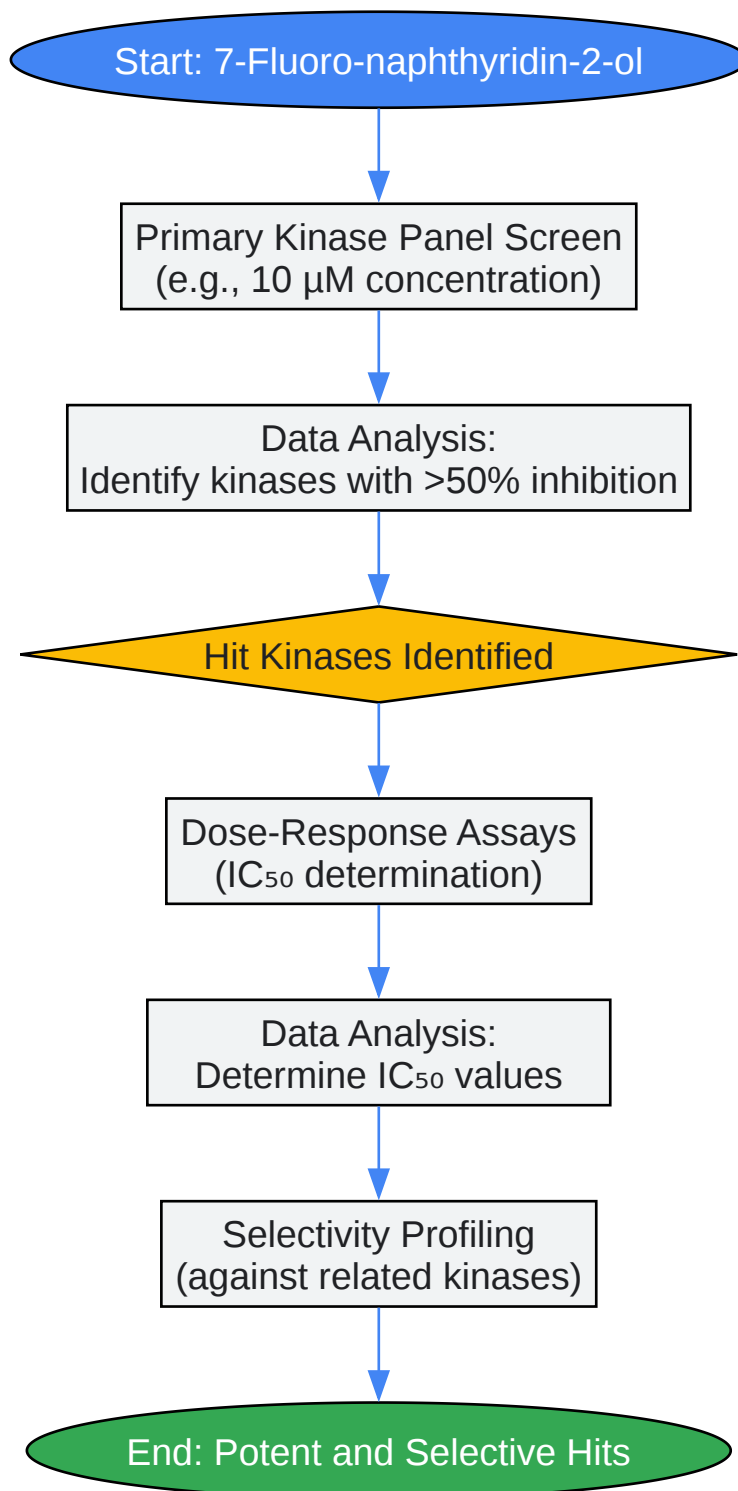 Start: 7-Fluoro-naphthyridin-2-ol
Primary Kinase Panel Screen
(e.g., 10 µM concentration)
Data Analysis:
Identify kinases with >50% inhibition
Hit Kinases Identified
Dose-Response Assays
(IC₅₀ determination)
Data Analysis:
Determine IC₅₀ values
Selectivity Profiling
(against related kinases)
End: Potent and Selective Hits